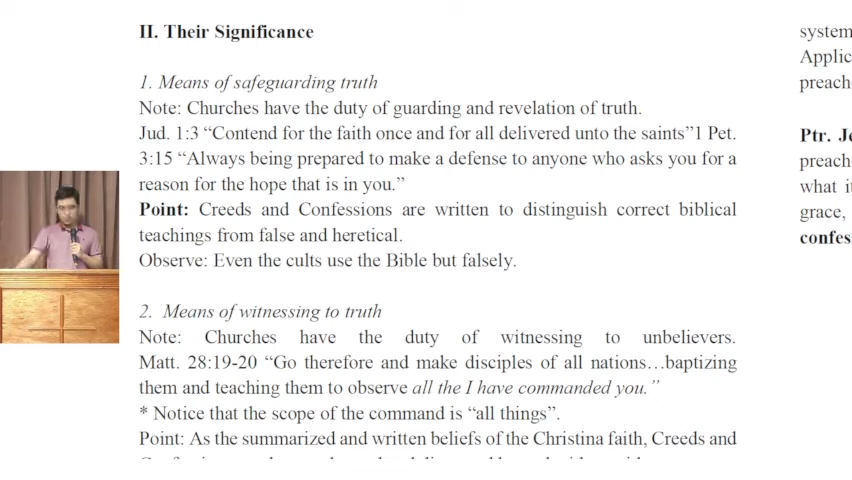 II. Their Significance
1. Means of safeguarding truth
Note: Churches have the duty of guarding and revelation of truth.
Jud. 1:3 “Contend for the faith once and for all delivered unto the saints”1 Pet.
3:15 “Always being prepared to make a defense to anyone who asks you for a
reason for the hope that is in you.”
Point: Creeds and Confessions are written to distinguish correct biblical
teachings from false and heretical.
Observe: Even the cults use the Bible but falsely.
2. Means of witnessing to truth
Note: Churches have the duty of witnessing to unbelievers.
Matt. 28:19-20 “Go therefore and make disciples of all nations…baptizing
them and teaching them to observe all the I have commanded you.”
* Notice that the scope of the command is “all things”.
Point: As the summarized and written beliefs of the Christina faith, Creeds and
system
Applic
preach
Ptr. Je
preach
what i
grace,
confes